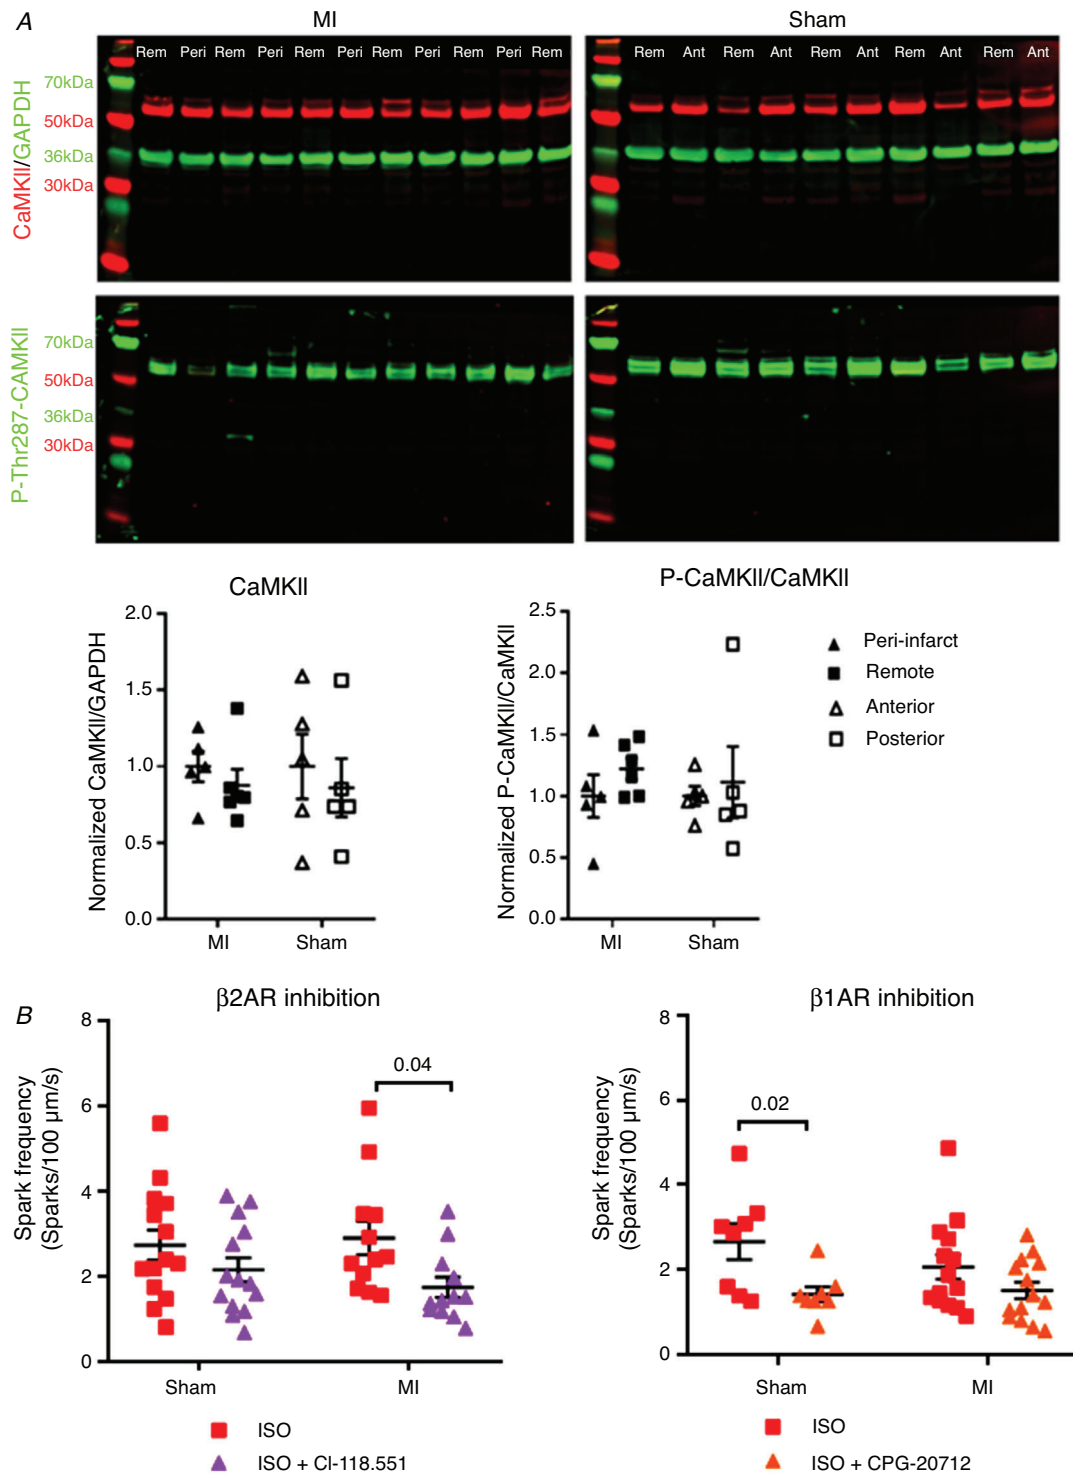 A
MI
Sham
Rem Peri Rem Peri Rem Peri Rem Peri Rem Peri Rem
Rem Ant Rem Ant Rem Ant Rem Ant Rem Ant
CaMKII/GAPDH
70kDa
50kDa
36kDa
30kDa
P-Thr287-CAMKII
70kDa
50kDa
36kDa
30kDa
CaMKII
Normalized CaMKII/GAPDH
2.0
1.5
1.0
0.5
0.0
MI
Sham
P-CaMKII/CaMKII
Normalized P-CaMKII/CaMKII
2.5
2.0
1.5
1.0
0.5
0.0
MI
Sham
Peri-infarct
Remote
Anterior
Posterior
B
β2AR inhibition
Spark frequency
(Sparks/100 μm/s)
8
6
4
2
0
0.04
Sham
MI
ISO
ISO + CI-118.551
β1AR inhibition
Spark frequency
(Sparks/100 μm/s)
8
6
4
2
0
0.02
Sham
MI
ISO
ISO + CPG-20712